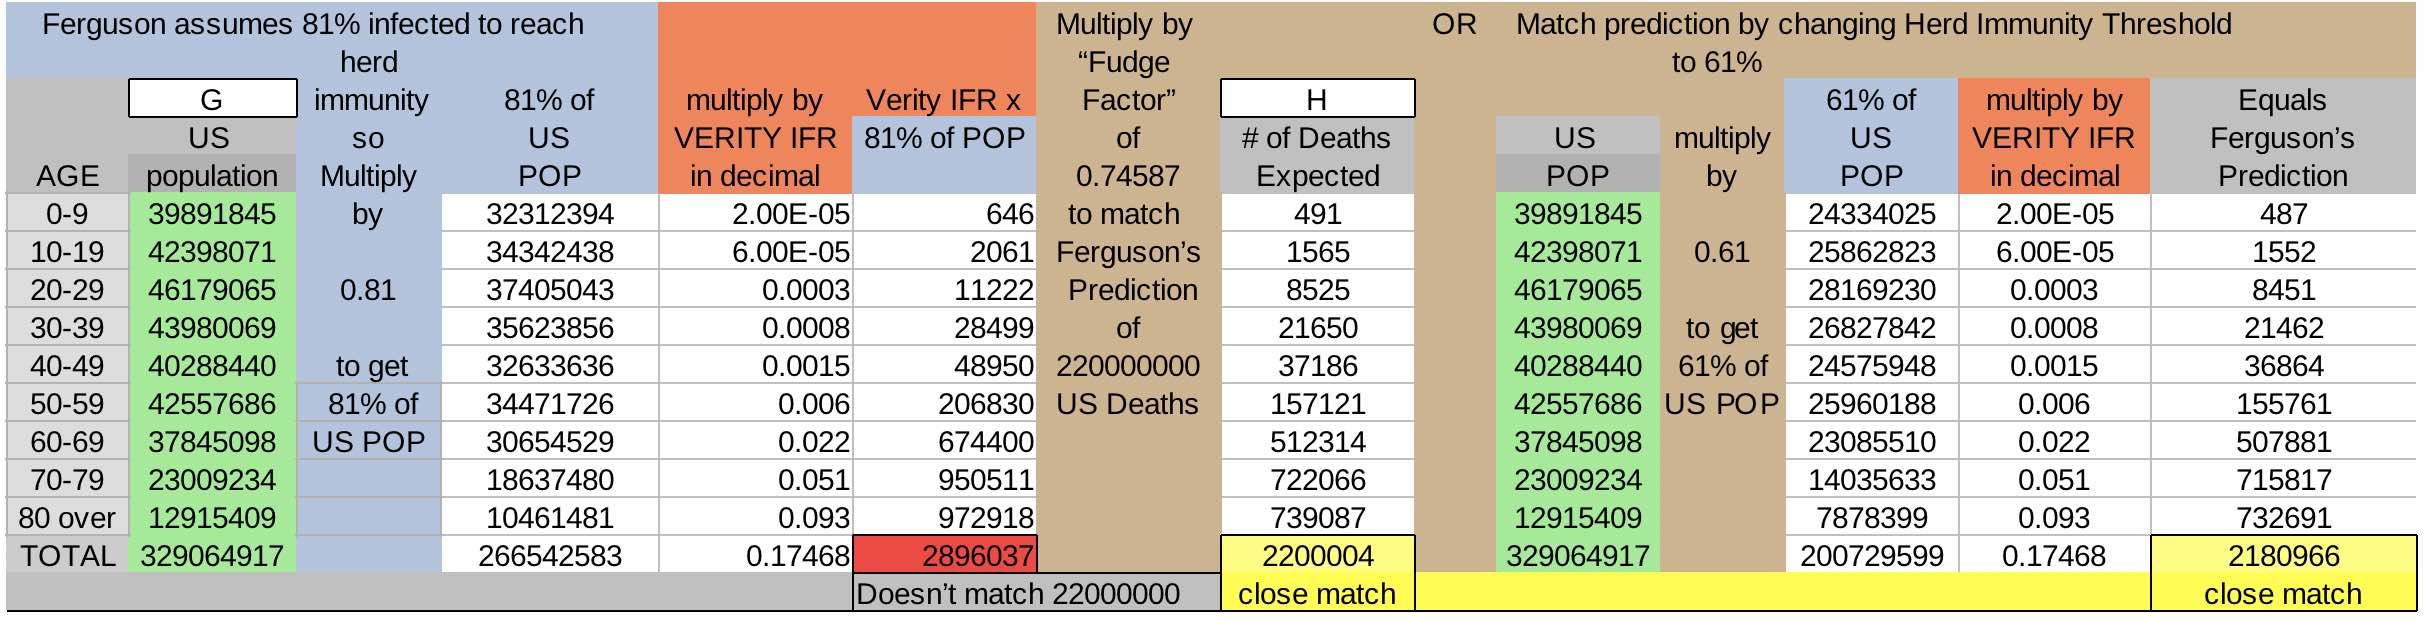 Ferguson assumes 81% infected to reach Multiply by OR Match prediction by changing Herd Immunity Threshold
herd “Fudge to 61%
G immunity 81% of multiply by Verity IFR x Factor” H 61% of multiply by Equals
US so US VERITY IFR 81% of POP of # of Deaths US multiply US VERITY IFR Ferguson’s
AGE population Multiply POP in decimal 0.74587 Expected POP by POP in decimal Prediction
0-9 39891845 by 32312394 2.00E-05 646 to match 491 39891845 24334025 2.00E-05 487
10-19 42398071 34342438 6.00E-05 2061 Ferguson’s 1565 42398071 0.61 25862823 6.00E-05 1552
20-29 46179065 0.81 37405043 0.0003 11222 Prediction 8525 46179065 28169230 0.0003 8451
30-39 43980069 35623856 0.0008 28499 of 21650 43980069 to get 26827842 0.0008 21462
40-49 40288440 to get 32633636 0.0015 48950 220000000 37186 40288440 61% of 24575948 0.0015 36864
50-59 42557686 81% of 34471726 0.006 206830 US Deaths 157121 42557686 US POP 25960188 0.006 155761
60-69 37845098 US POP 30654529 0.022 674400 512314 37845098 23085510 0.022 507881
70-79 23009234 18637480 0.051 950511 722066 23009234 14035633 0.051 715817
80 over 12915409 10461481 0.093 972918 739087 12915409 7878399 0.093 732691
TOTAL 329064917 266542583 0.17468 2896037 2200004 329064917 200729599 0.17468 2180966
Doesn’t match 22000000 close match close match